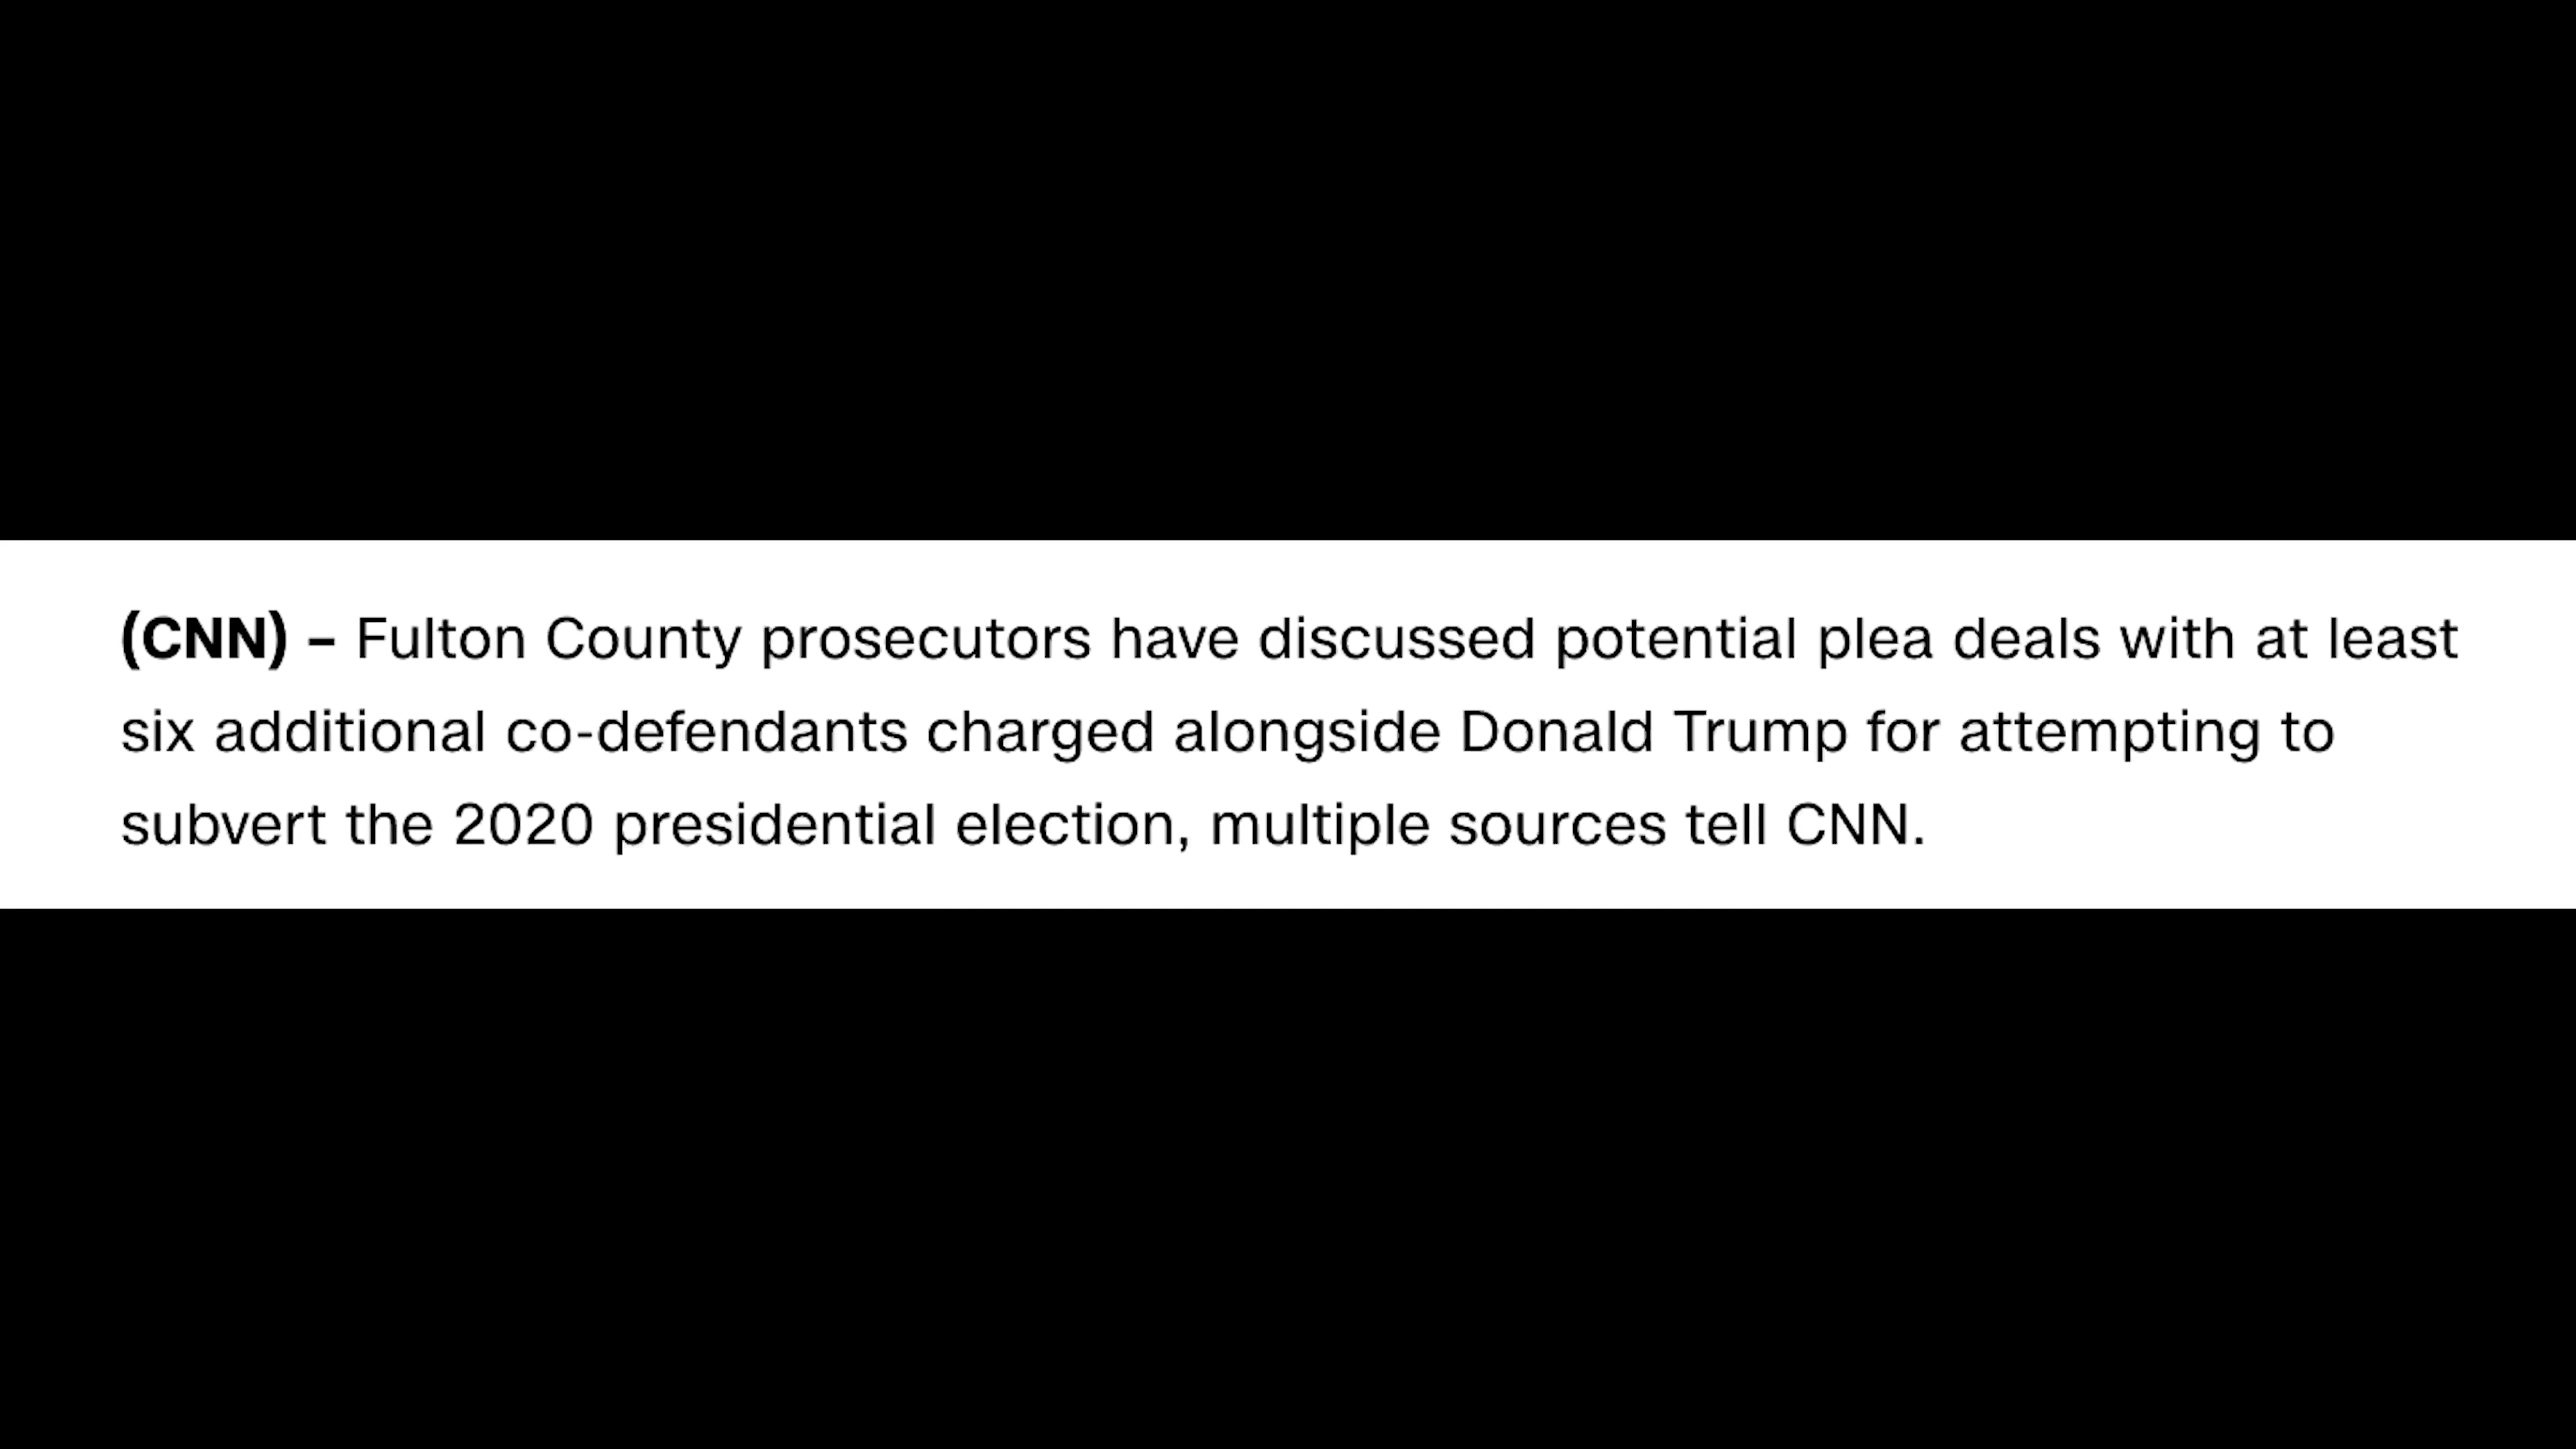 (CNN) – Fulton County prosecutors have discussed potential plea deals with at least
six additional co-defendants charged alongside Donald Trump for attempting to
subvert the 2020 presidential election, multiple sources tell CNN.